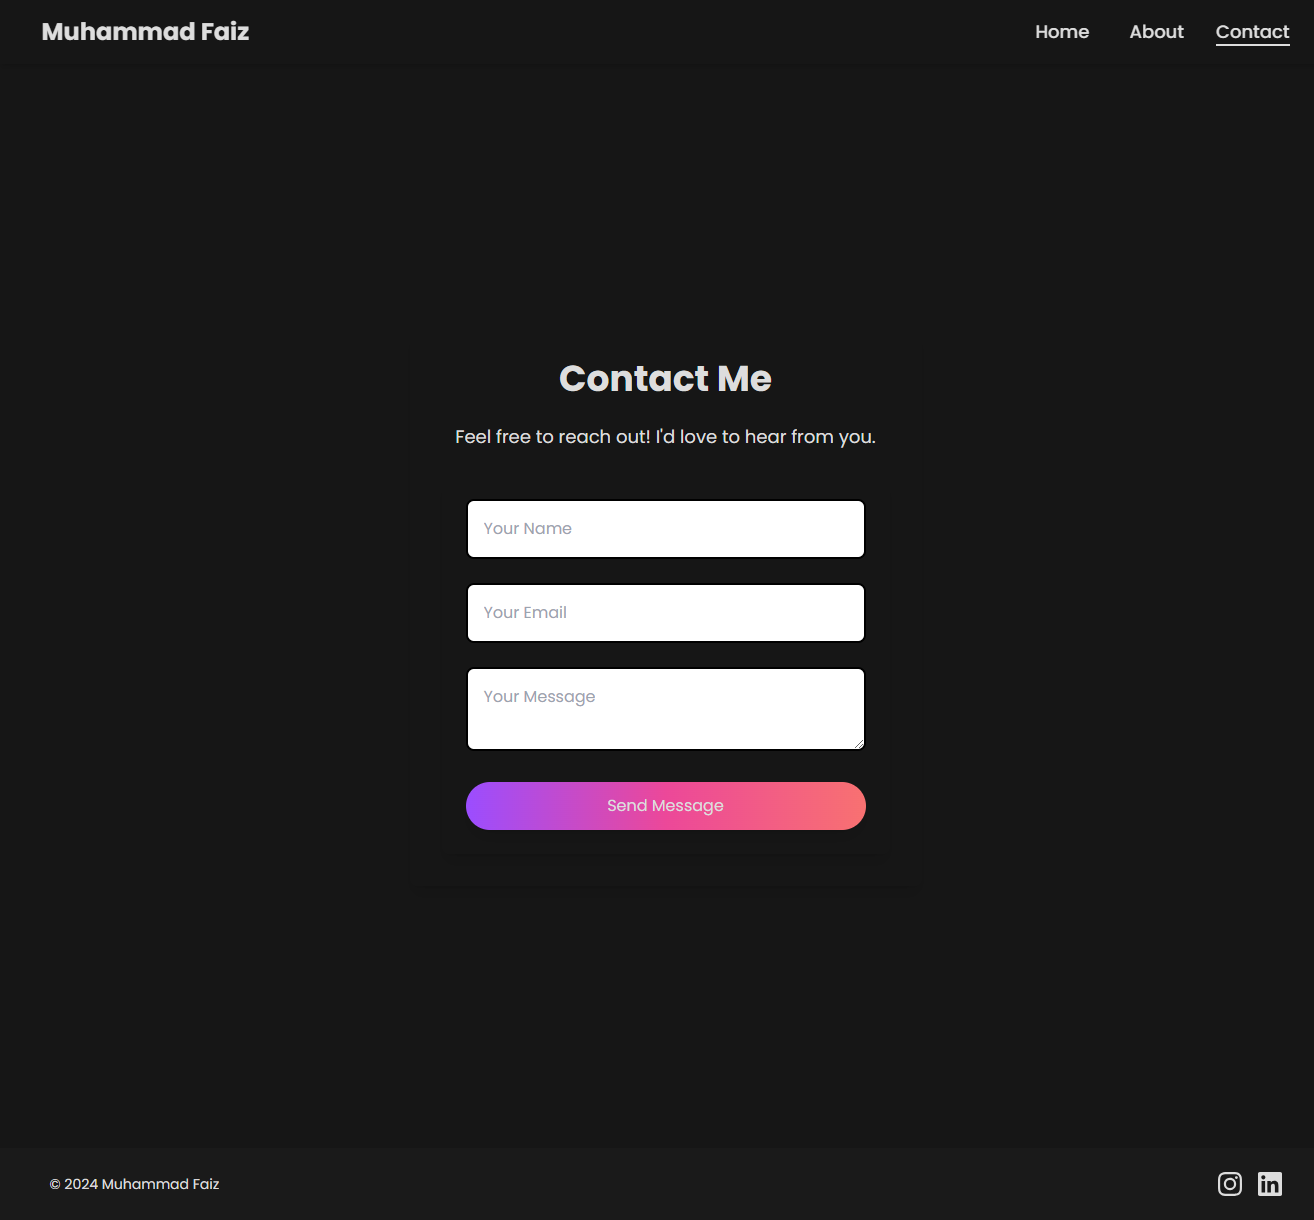 Muhammad Faiz
Home About Contact
Contact Me
Feel free to reach out! I'd love to hear from you.
Your Name
Your Email
Your Message
Send Message
© 2024 Muhammad Faiz
in